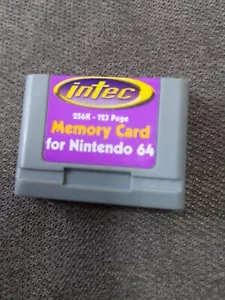 intec
256K - 123 Page
Memory Card
for Nintendo 64